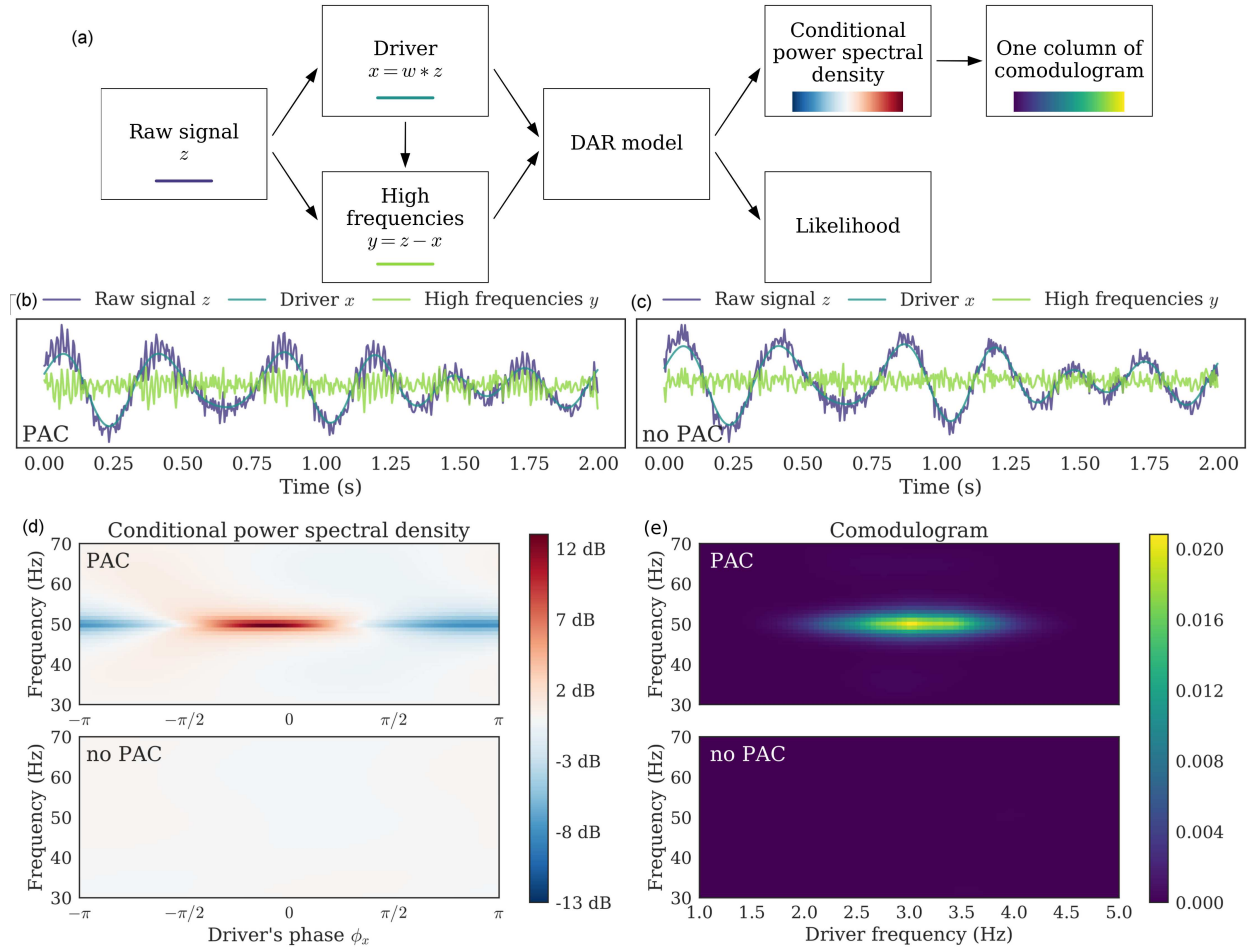 (a)
Raw signal
z
Driver
x = w * z
High
frequencies
y = z − x
DAR model
Conditional
power spectral
density
One column of
comodulogram
Likelihood
(b) Raw signal z Driver x High frequencies y
PAC
0.00 0.25 0.50 0.75 1.00 1.25 1.50 1.75 2.00
Time (s)
(c) Raw signal z Driver x High frequencies y
no PAC
0.00 0.25 0.50 0.75 1.00 1.25 1.50 1.75 2.00
Time (s)
(d)
Conditional power spectral density
PAC
Frequency (Hz)
70
60
50
40
30
−π −π/2 0 π/2 π
no PAC
Frequency (Hz)
70
60
50
40
30
−π −π/2 0 π/2 π
Driver's phase ϕx
12 dB
7 dB
2 dB
-3 dB
-8 dB
-13 dB
(e)
Comodulogram
PAC
Frequency (Hz)
70
60
50
40
30
no PAC
Frequency (Hz)
70
60
50
40
30
1.0 1.5 2.0 2.5 3.0 3.5 4.0 4.5 5.0
Driver frequency (Hz)
0.020
0.016
0.012
0.008
0.004
0.000